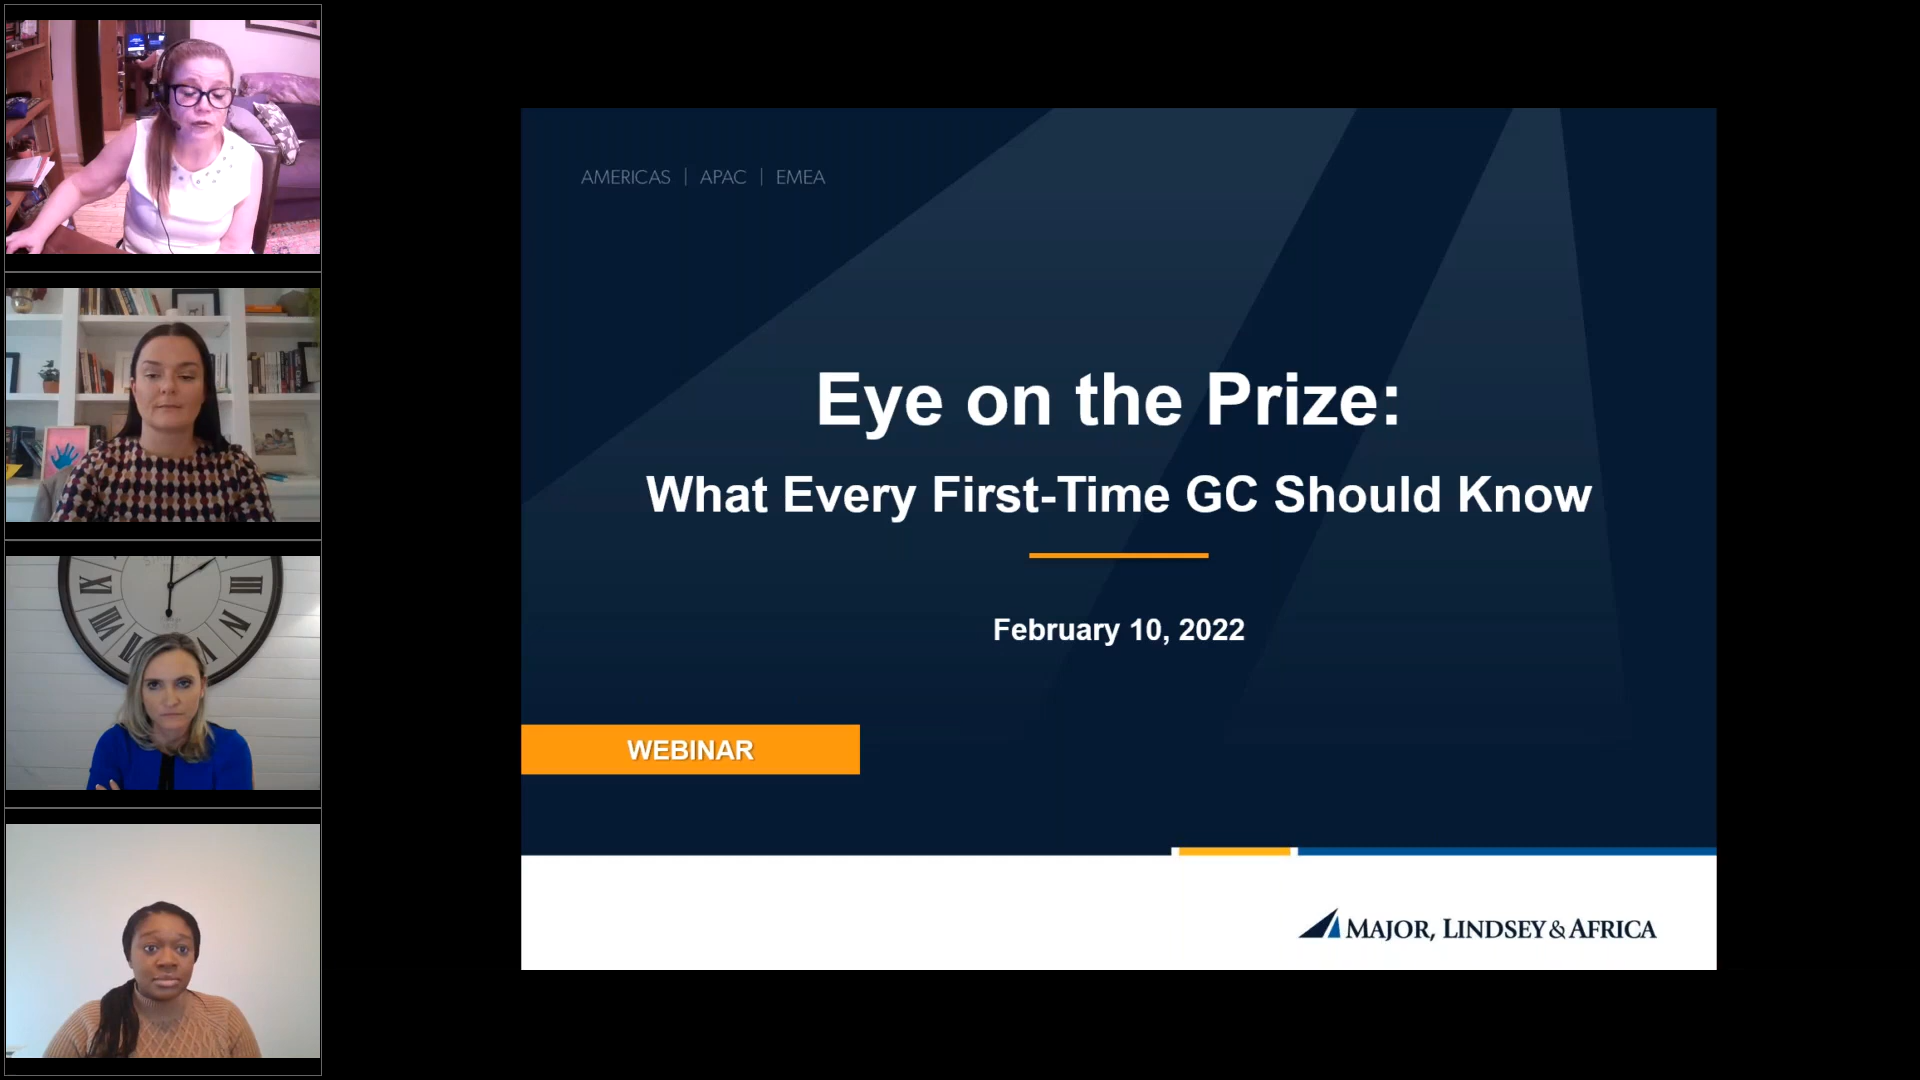 AMERICAS | APAC | EMEA
Eye on the Prize:
What Every First-Time GC Should Know
February 10, 2022
WEBINAR
MAJOR, LINDSEY & AFRICA